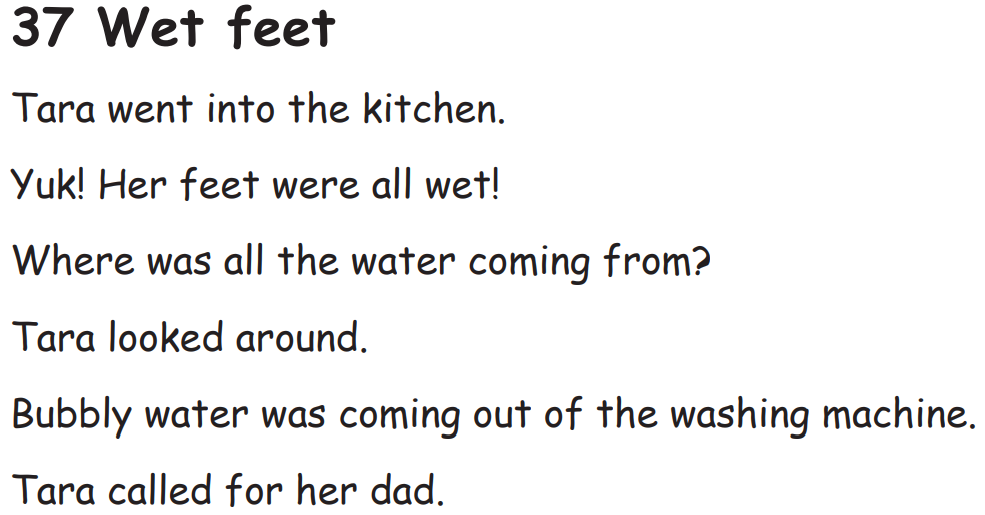 37 Wet feet
Tara went into the kitchen.
Yuk! Her feet were all wet!
Where was all the water coming from?
Tara looked around.
Bubbly water was coming out of the washing machine.
Tara called for her dad.